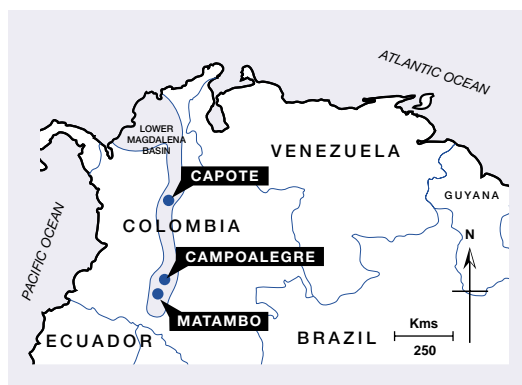 ATLANTIC OCEAN
LOWER
MAGDALENA
BASIN
VENEZUELA
CAPOTE
GUYANA
PACIFIC OCEAN
COLOMBIA
N
CAMPOALEGRE
MATAMBO
ECUADOR
BRAZIL
Kms
250